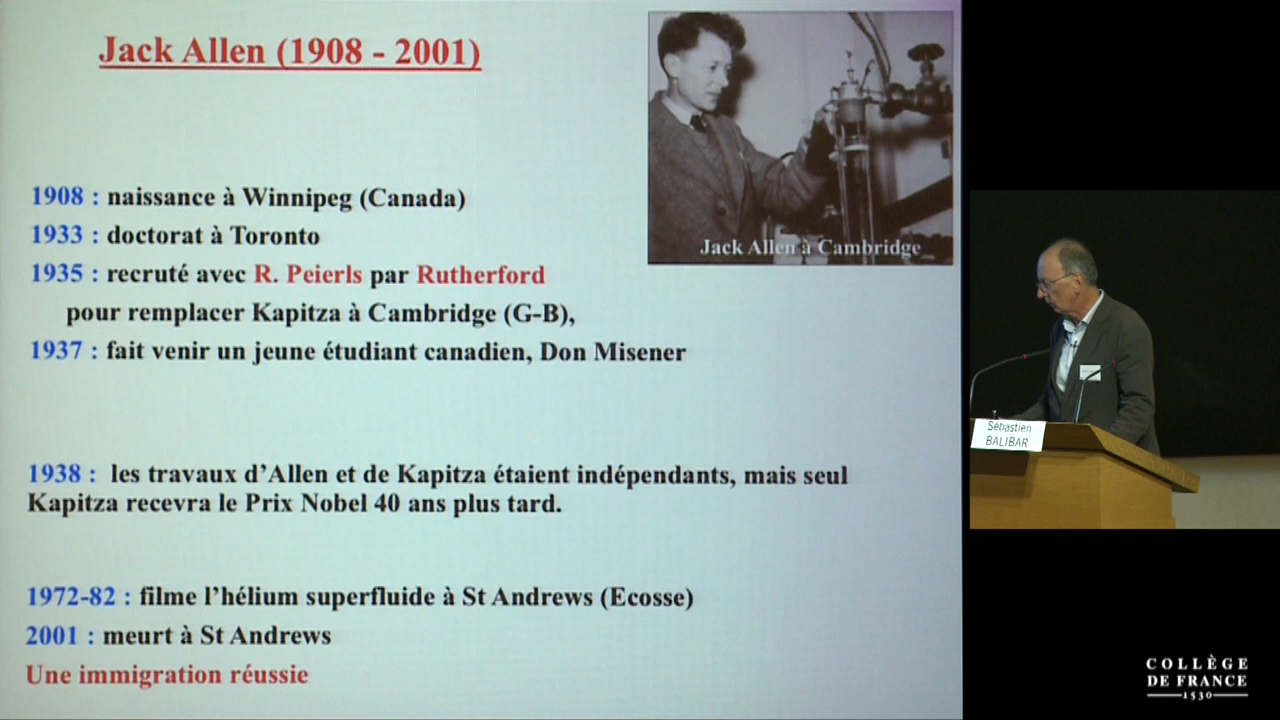 Jack Allen (1908 - 2001)
Jack Allen à Cambridge
1908 : naissance à Winnipeg (Canada)
1933 : doctorat à Toronto
1935 : recruté avec R. Peierls par Rutherford
pour remplacer Kapitza à Cambridge (G-B),
1937 : fait venir un jeune étudiant canadien, Don Misener
1938 : les travaux d'Allen et de Kapitza étaient indépendants, mais seul
Kapitza recevra le Prix Nobel 40 ans plus tard.
1972-82 : filme l'hélium superfluide à St Andrews (Ecosse)
2001 : meurt à St Andrews
Une immigration réussie
Sébastien
BALIBAR
COLLÈGE
DE FRANCE
1530